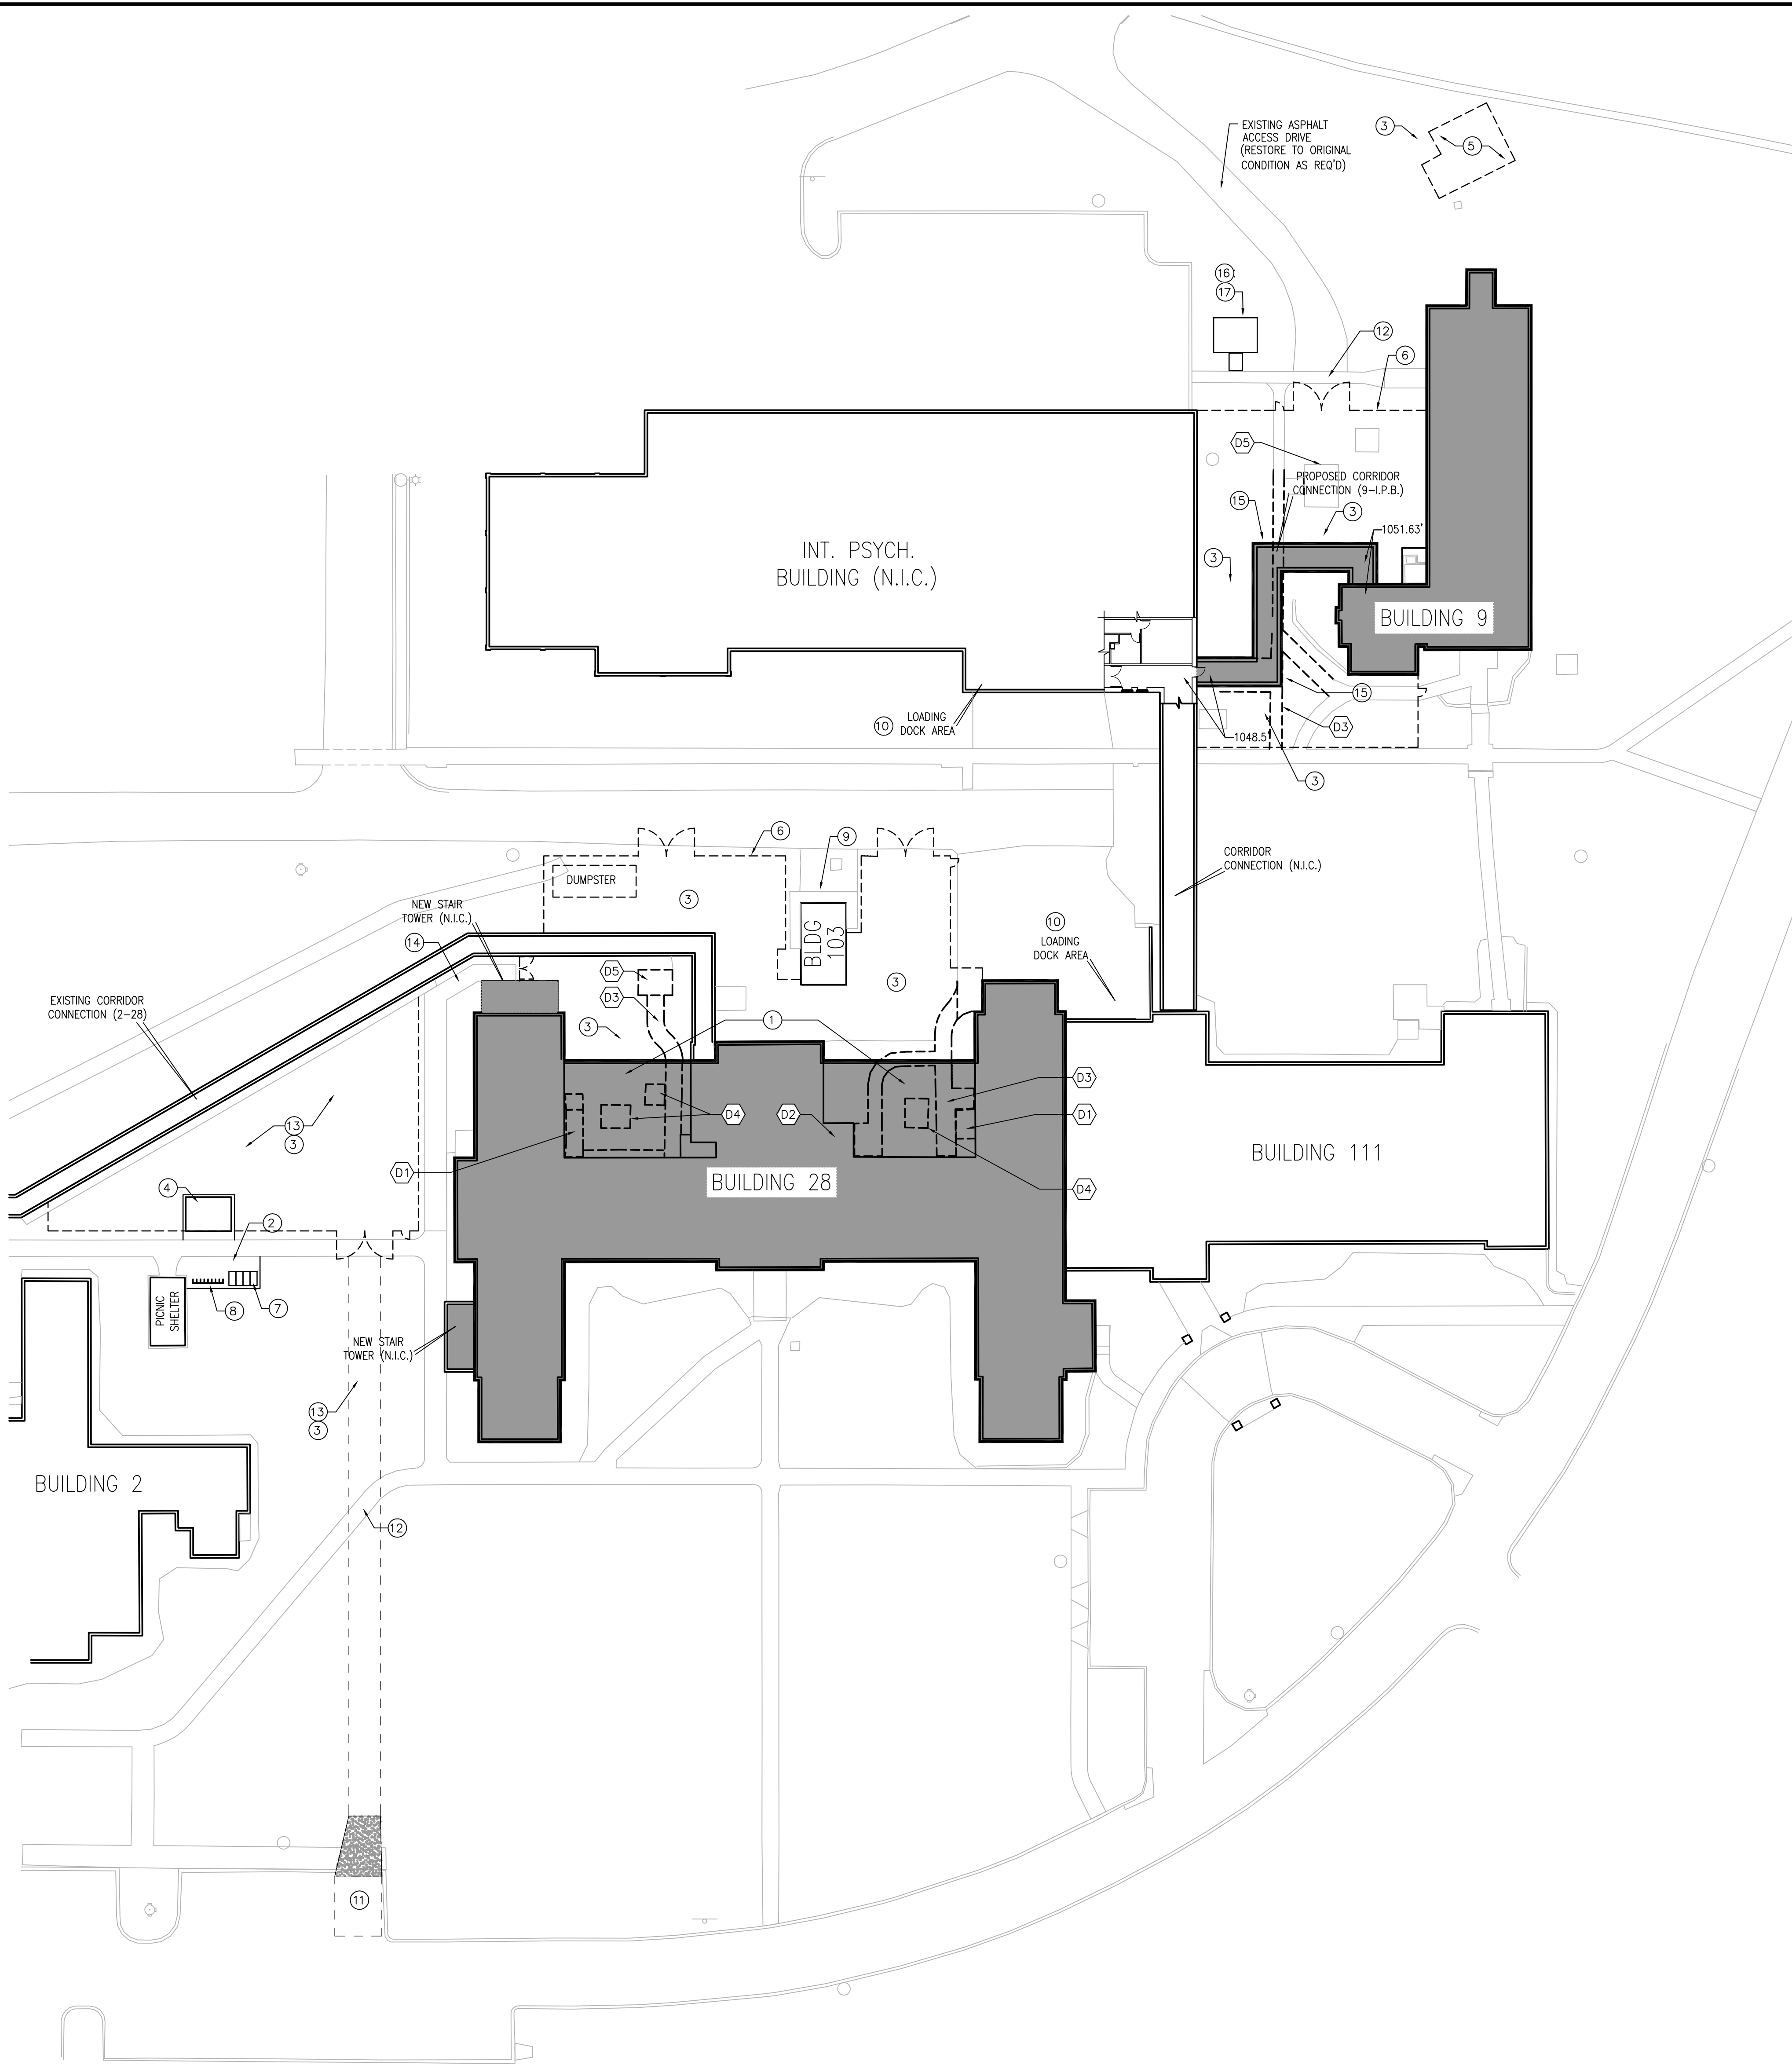 EXISTING ASPHALT
ACCESS DRIVE
(RESTORE TO ORIGINAL
CONDITION AS REQ'D)
3
5
16
17
12
6
D5
PROPOSED CORRIDOR
CONNECTION (9-I.P.B.)
15
3
1051.63'
3
INT. PSYCH.
BUILDING (N.I.C.)
BUILDING 9
15
10
LOADING
DOCK AREA
D3
1048.5'
3
6
9
DUMPSTER
3
CORRIDOR
CONNECTION (N.I.C.)
NEW STAIR
TOWER (N.I.C.)
14
BLDG
103
10
LOADING
DOCK AREA
D5
3
D3
EXISTING CORRIDOR
CONNECTION (2-28)
3
1
D3
D4
D2
D1
13
3
D1
BUILDING 28
D4
BUILDING 111
4
2
PICNIC
SHELTER
8
7
NEW STAIR
TOWER (N.I.C.)
13
3
BUILDING 2
12
11